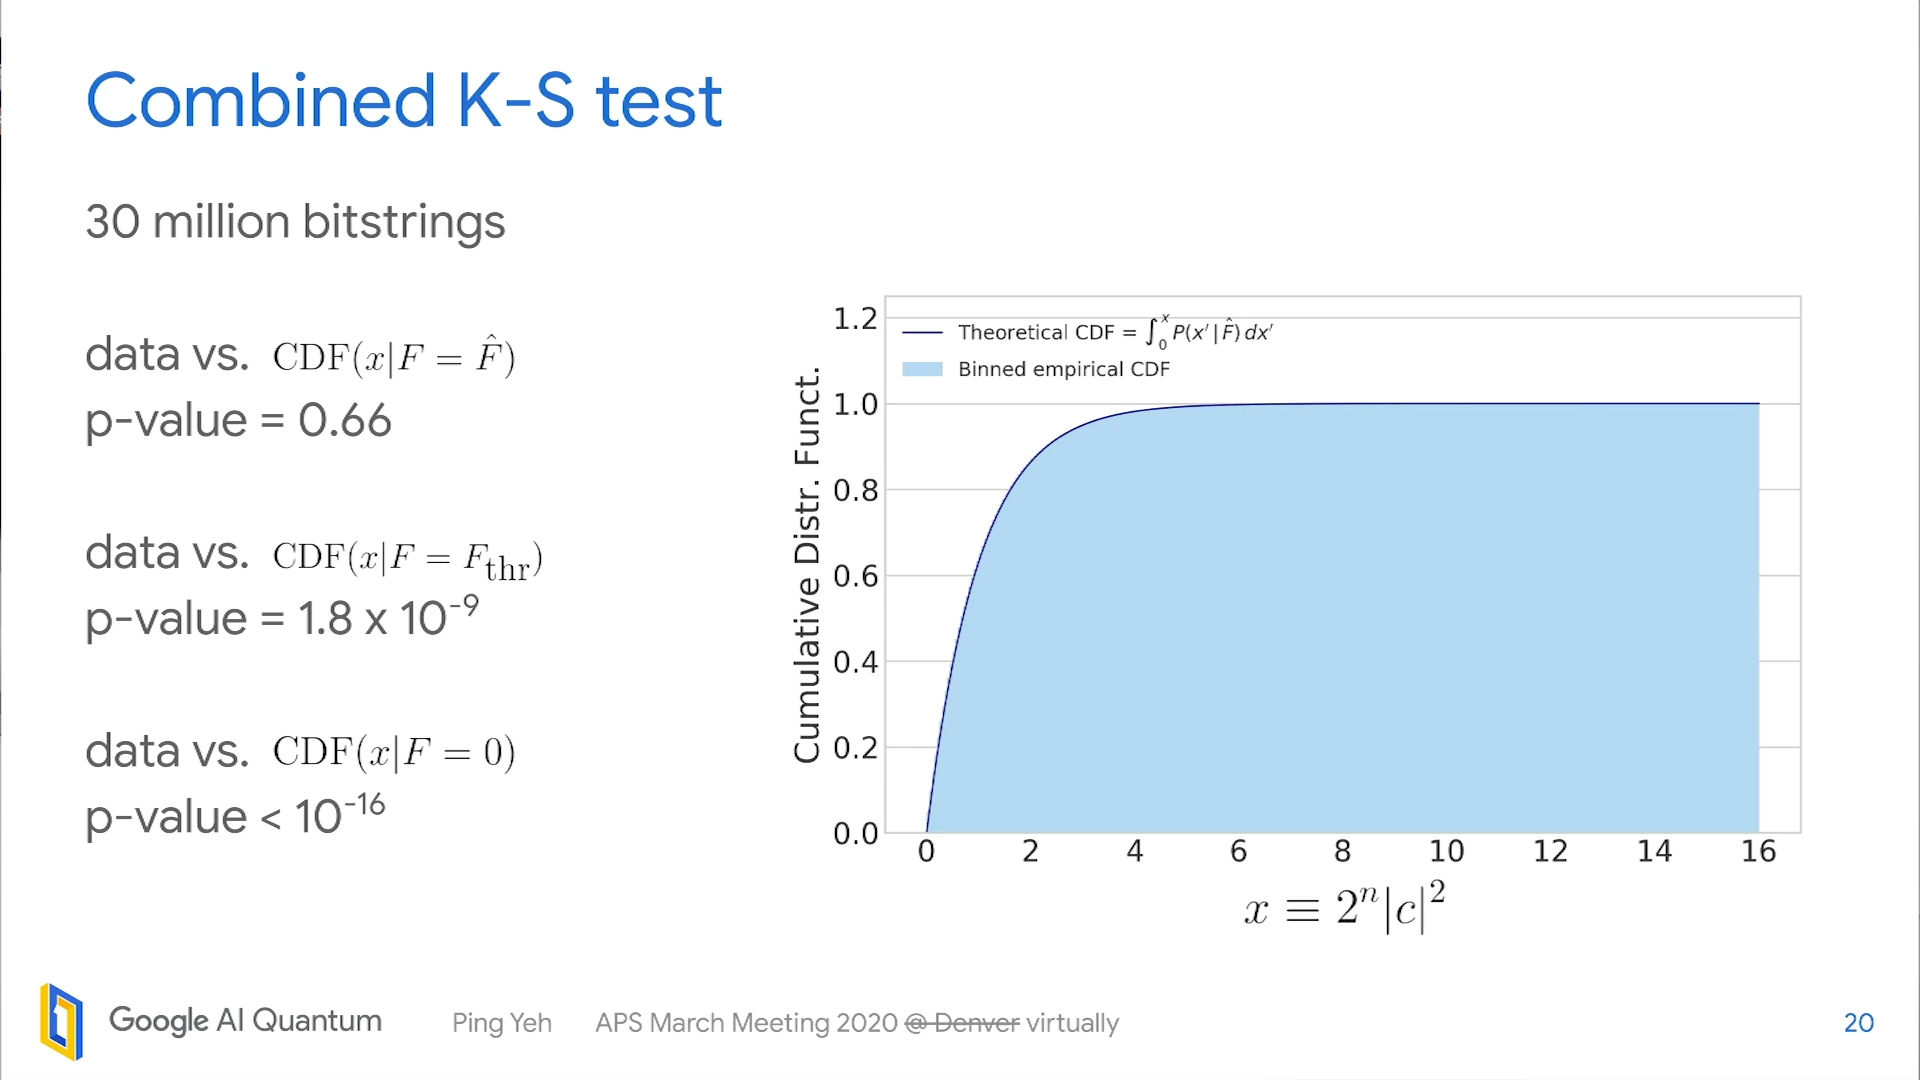 Combined K-S test
30 million bitstrings
data vs. CDF(x|F = F̂)
p-value = 0.66
data vs. CDF(x|F = F_thr)
p-value = 1.8 x 10⁻⁹
data vs. CDF(x|F = 0)
p-value < 10⁻¹⁶
Cumulative Distr. Funct.
1.2
1.0
0.8
0.6
0.4
0.2
0.0
Theoretical CDF = ∫₀ˣ P(x′|F̂) dx′
Binned empirical CDF
0 2 4 6 8 10 12 14 16
x ≡ 2ⁿ|c|²
Google AI Quantum Ping Yeh APS March Meeting 2020 @ Denver virtually 20